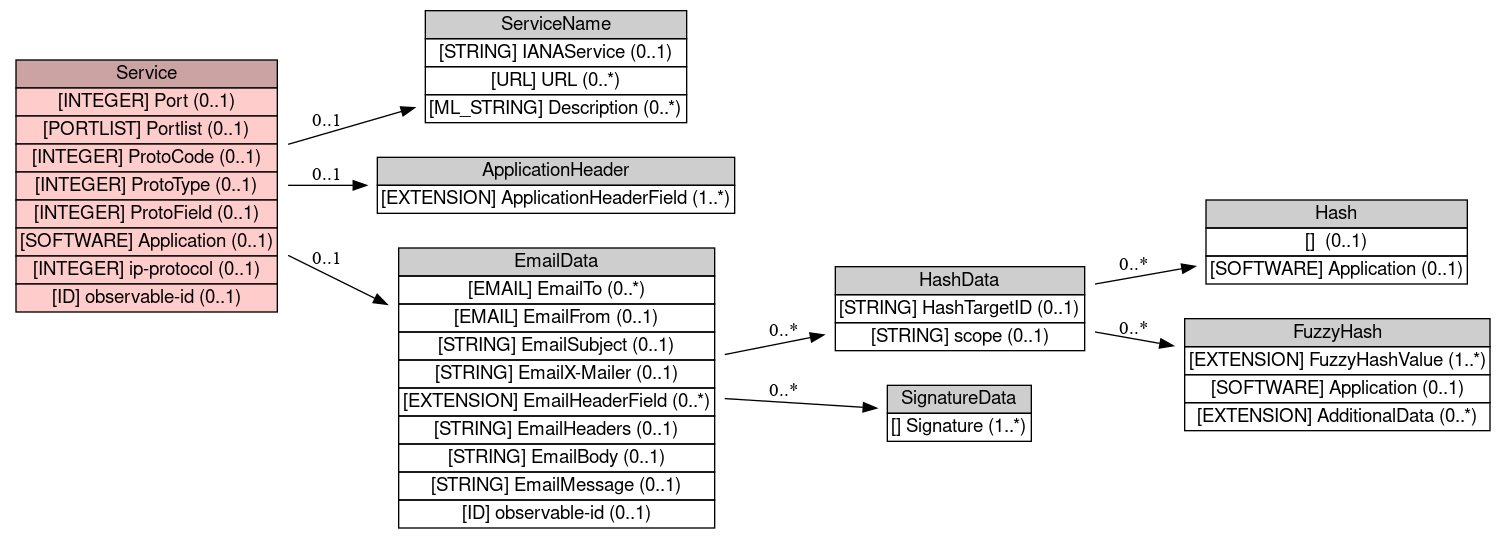 Service
[INTEGER] Port (0..1)
[PORTLIST] Portlist (0..1)
[INTEGER] ProtoCode (0..1)
[INTEGER] ProtoType (0..1)
[INTEGER] ProtoField (0..1)
[SOFTWARE] Application (0..1)
[INTEGER] ip-protocol (0..1)
[ID] observable-id (0..1)
0..1
ServiceName
[STRING] IANAService (0..1)
[URL] URL (0..*)
[ML_STRING] Description (0..*)
0..1
ApplicationHeader
[EXTENSION] ApplicationHeaderField (1..*)
0..1
EmailData
[EMAIL] EmailTo (0..*)
[EMAIL] EmailFrom (0..1)
[STRING] EmailSubject (0..1)
[STRING] EmailX-Mailer (0..1)
[EXTENSION] EmailHeaderField (0..*)
[STRING] EmailHeaders (0..1)
[STRING] EmailBody (0..1)
[STRING] EmailMessage (0..1)
[ID] observable-id (0..1)
0..*
HashData
[STRING] HashTargetID (0..1)
[STRING] scope (0..1)
0..*
SignatureData
[] Signature (1..*)
0..*
Hash
[] (0..1)
[SOFTWARE] Application (0..1)
0..*
FuzzyHash
[EXTENSION] FuzzyHashValue (1..*)
[SOFTWARE] Application (0..1)
[EXTENSION] AdditionalData (0..*)